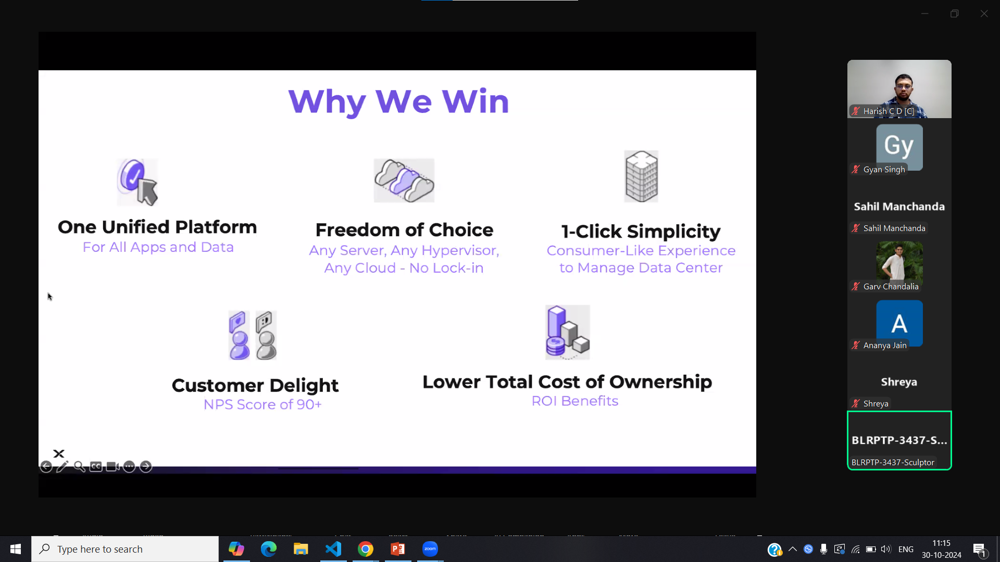 Why We Win
One Unified Platform
For All Apps and Data
Freedom of Choice
Any Server, Any Hypervisor,
Any Cloud - No Lock-in
1-Click Simplicity
Consumer-Like Experience
to Manage Data Center
Customer Delight
NPS Score of 90+
Lower Total Cost of Ownership
ROI Benefits
X
CC
Harish C D [C]
Gy
Gyan Singh
Sahil Manchanda
Sahil Manchanda
Garv Chandalia
A
Ananya Jain
Shreya
Shreya
BLRPTP-3437-S...
BLRPTP-3437-Sculptor
Type here to search
zoom
ENG
11:15
30-10-2024
1